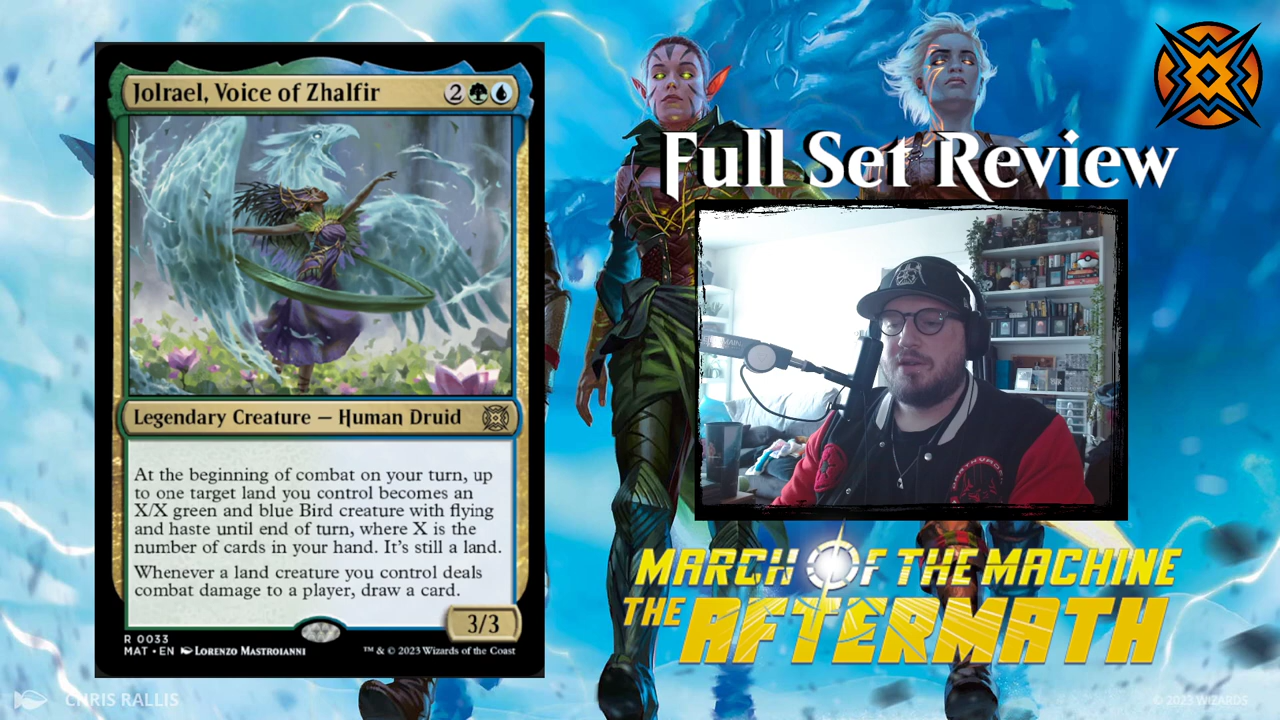 Jolrael, Voice of Zhalfir 2
Legendary Creature — Human Druid
At the beginning of combat on your turn, up
to one target land you control becomes an
X/X green and blue Bird creature with flying
and haste until end of turn, where X is the
number of cards in your hand. It's still a land.
Whenever a land creature you control deals
combat damage to a player, draw a card.
3/3
R 0033
MAT • EN LORENZO MASTROIANNI
™ & © 2023 Wizards of the Coast
Full Set Review
MARCH OF THE MACHINE
THE AFTERMATH
CHRIS RALLIS
© 2023 WIZARDS